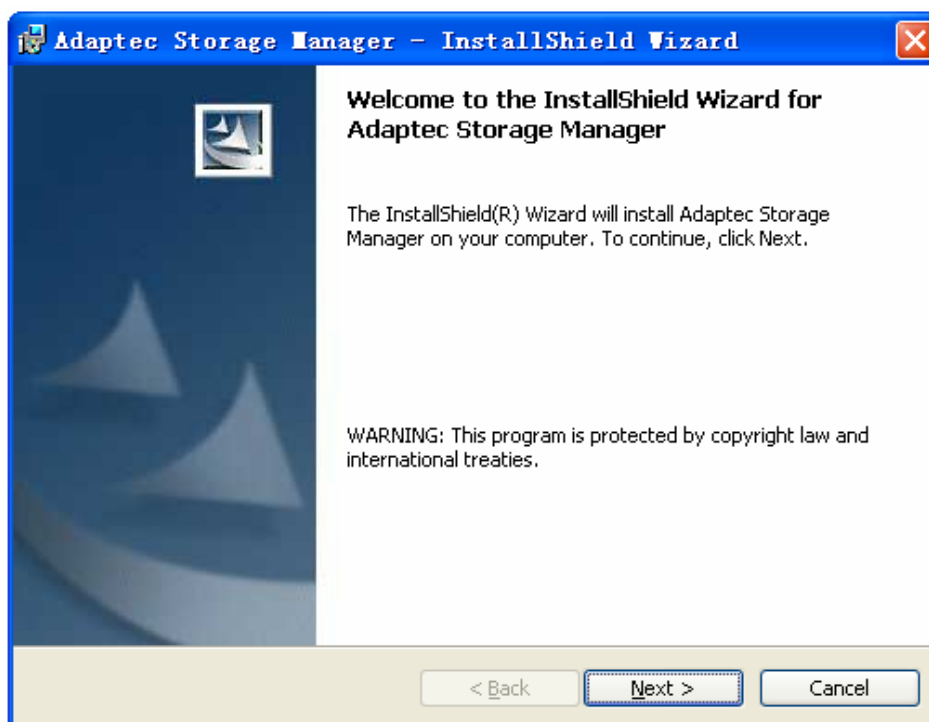 Adaptec Storage Manager - InstallShield Wizard
Welcome to the InstallShield Wizard for
Adaptec Storage Manager
The InstallShield(R) Wizard will install Adaptec Storage
Manager on your computer. To continue, click Next.
WARNING: This program is protected by copyright law and
international treaties.
< Back
Next >
Cancel